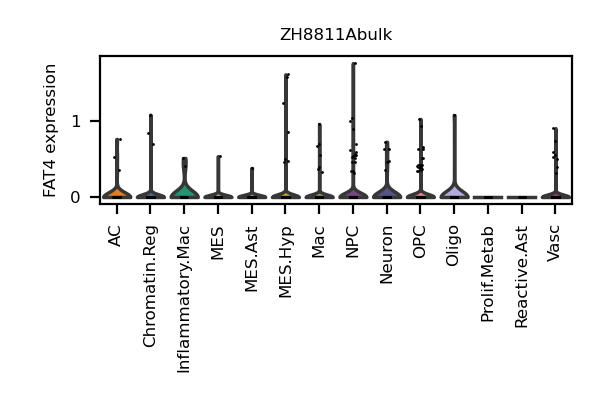 ZH8811Abulk
FAT4 expression
1
0
AC
Chromatin.Reg
Inflammatory.Mac
MES
MES.Ast
MES.Hyp
Mac
NPC
Neuron
OPC
Oligo
Prolif.Metab
Reactive.Ast
Vasc